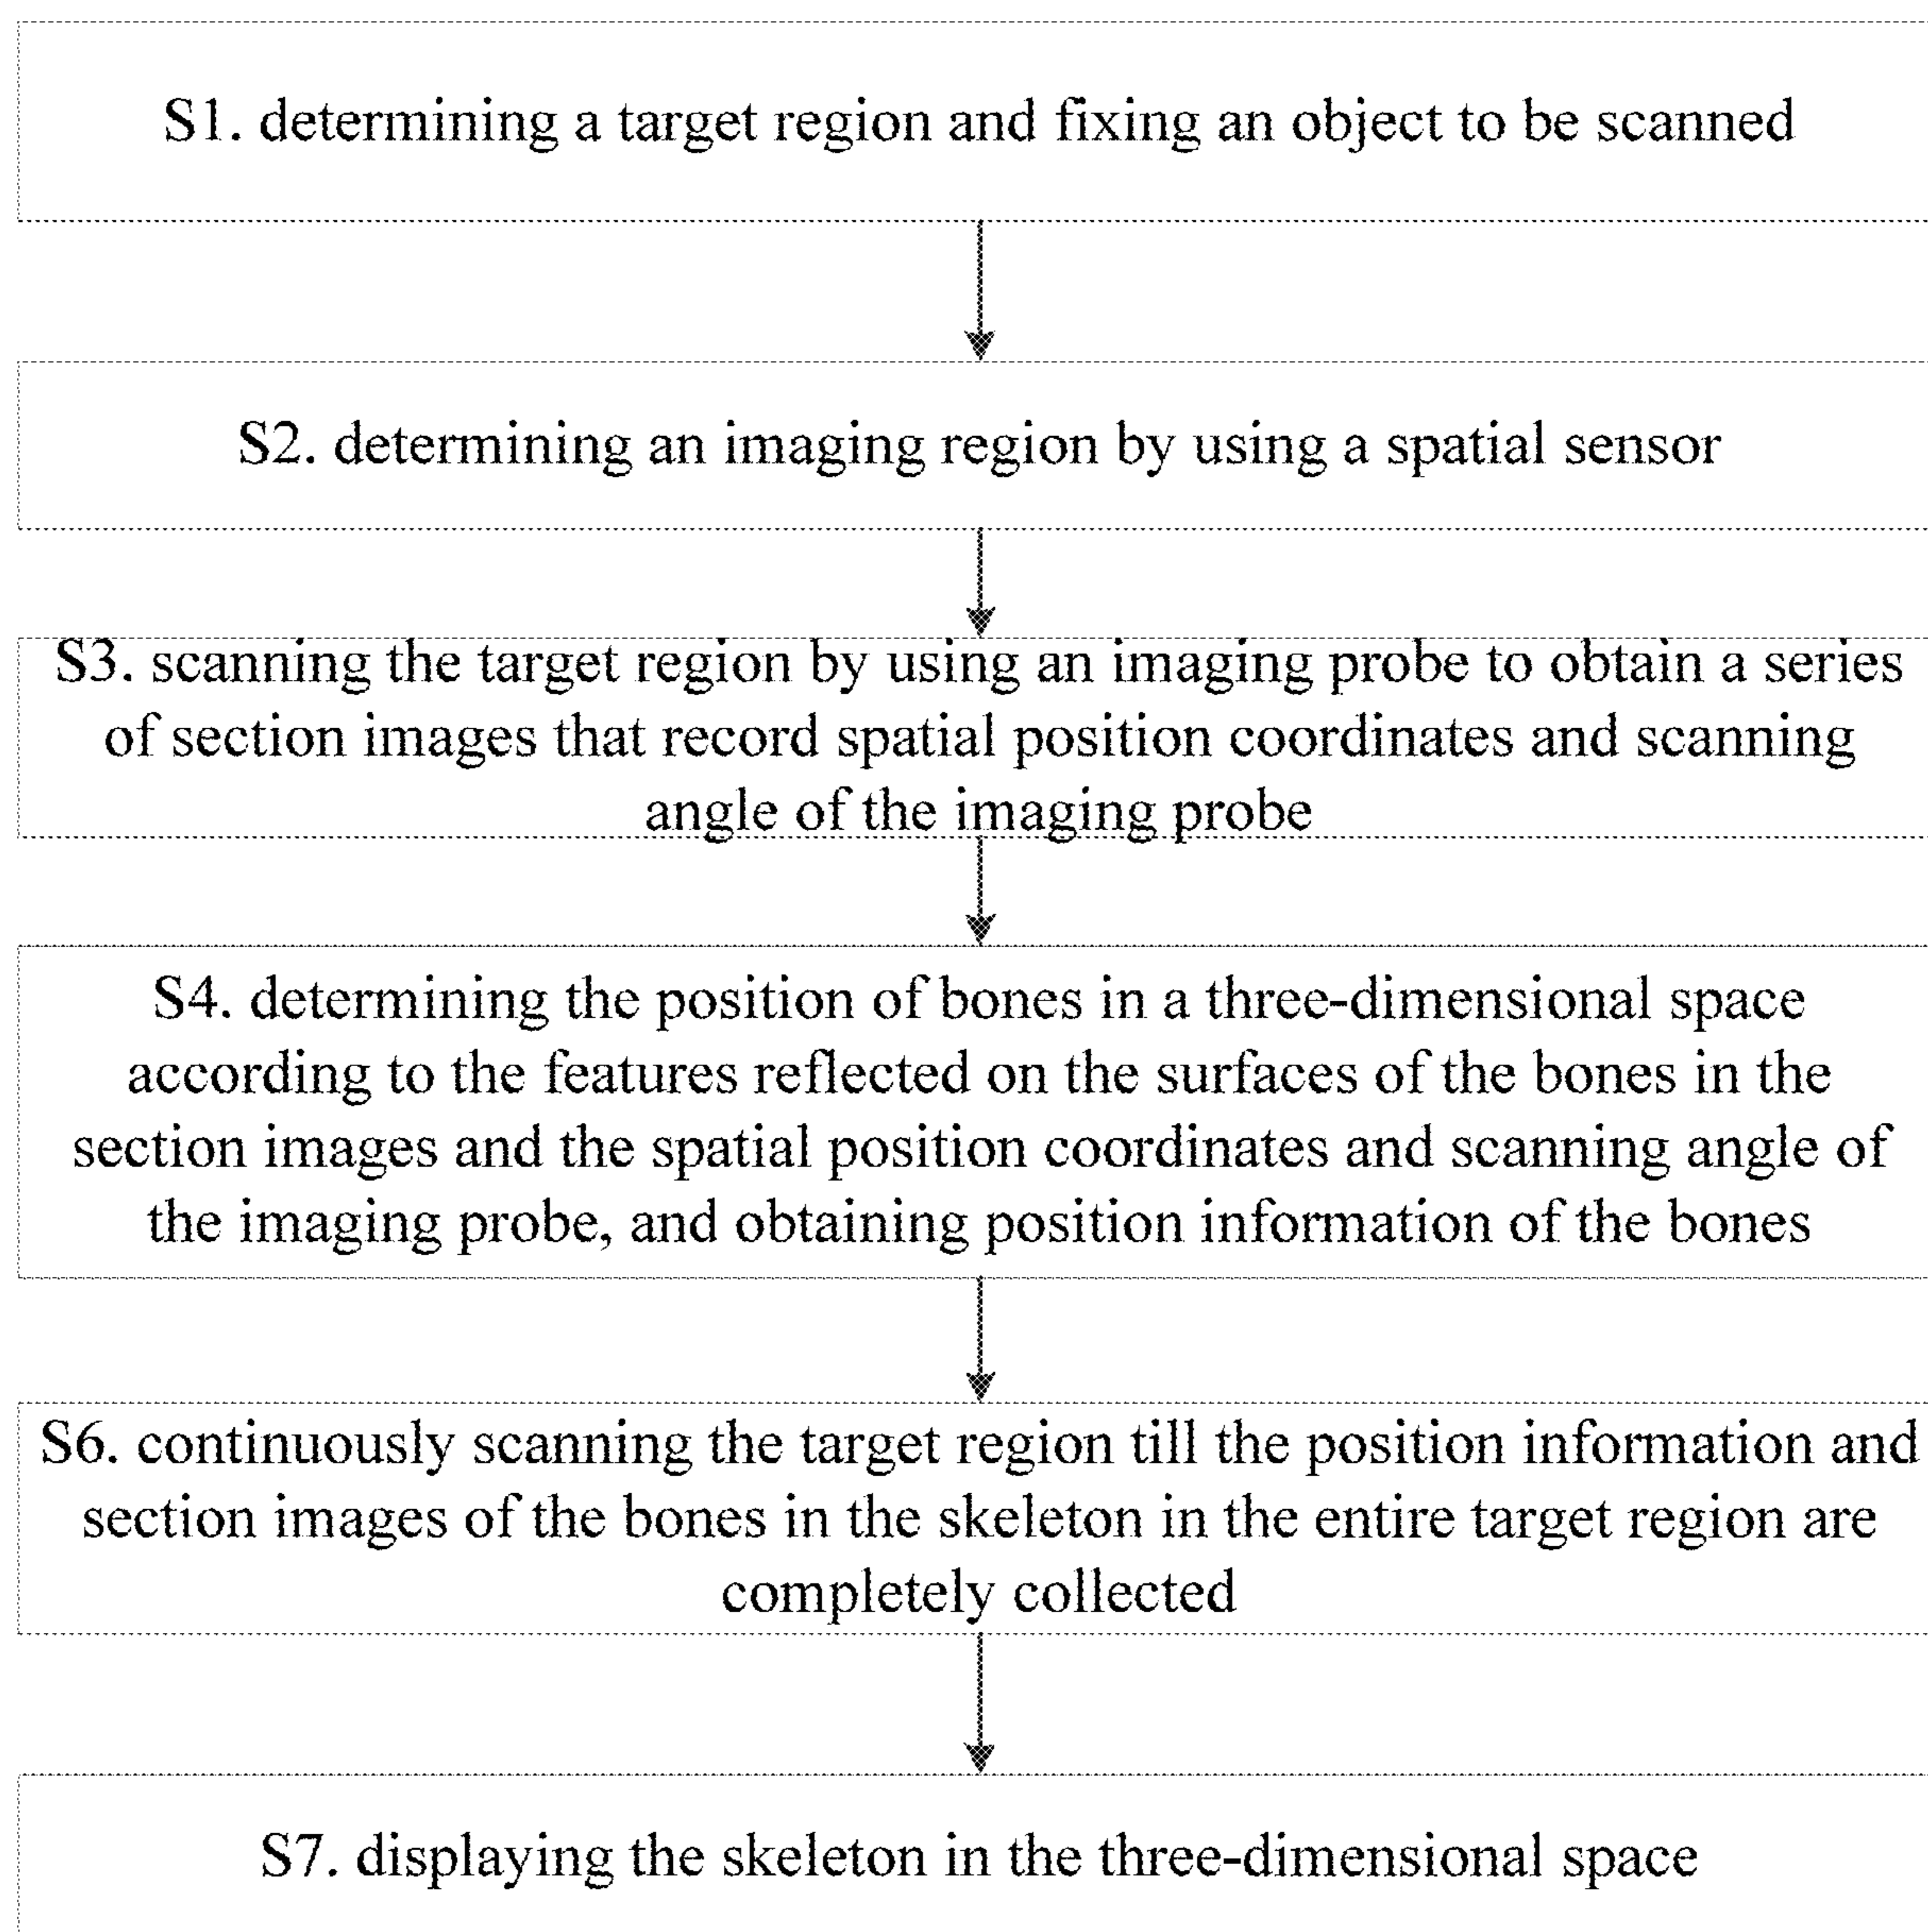 S1. determining a target region and fixing an object to be scanned
S2. determining an imaging region by using a spatial sensor
S3. scanning the target region by using an imaging probe to obtain a series
of section images that record spatial position coordinates and scanning
angle of the imaging probe
S4. determining the position of bones in a three-dimensional space
according to the features reflected on the surfaces of the bones in the
section images and the spatial position coordinates and scanning angle of
the imaging probe, and obtaining position information of the bones
S6. continuously scanning the target region till the position information and
section images of the bones in the skeleton in the entire target region are
completely collected
S7. displaying the skeleton in the three-dimensional space